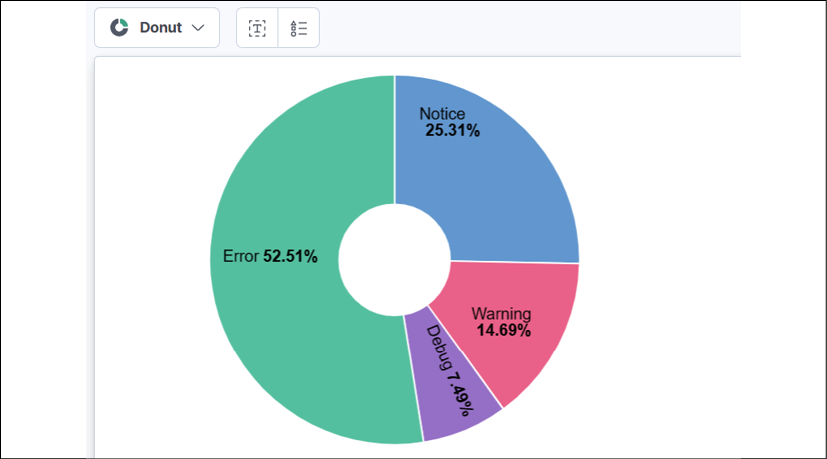 Donut
Notice
25.31%
Error 52.51%
Warning
14.69%
Debug 7.49%